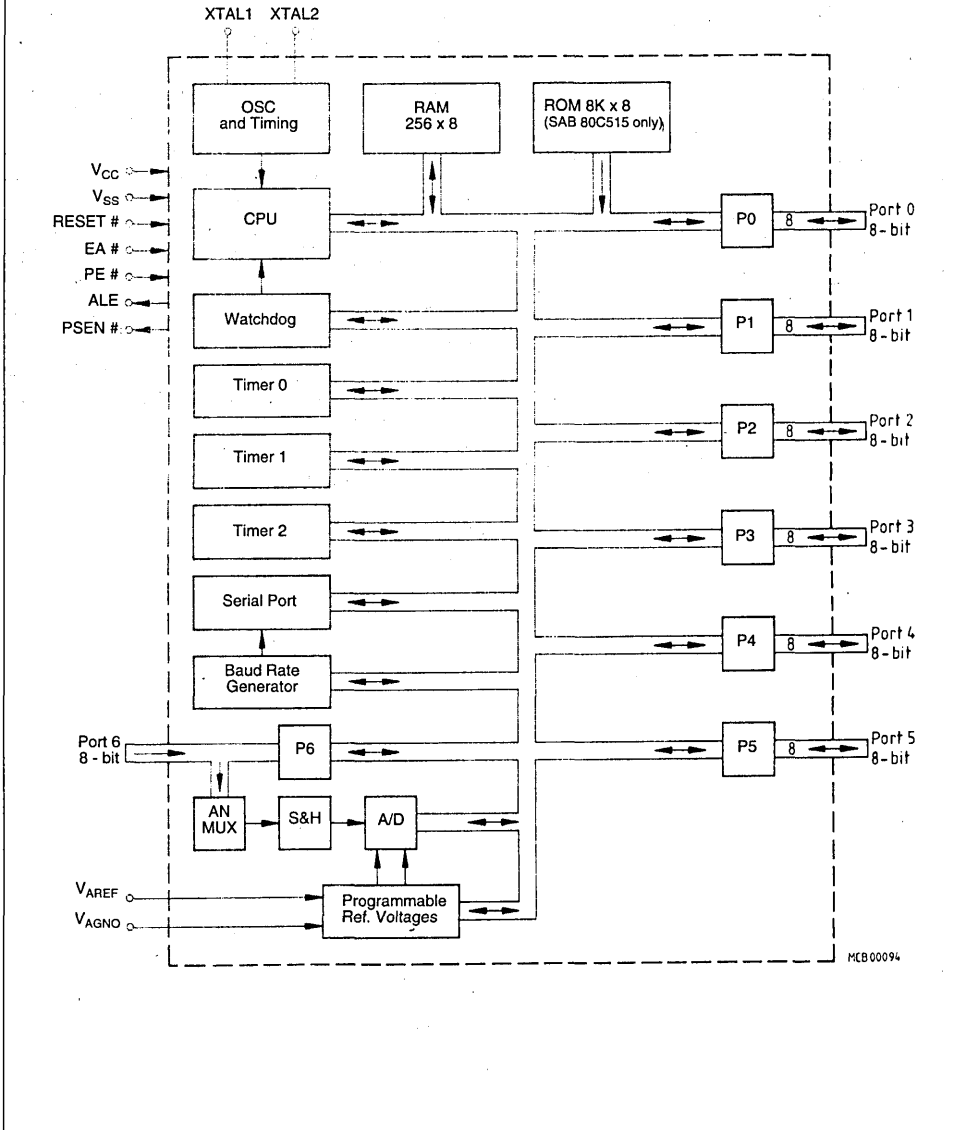 XTAL1 XTAL2
OSC
and Timing
RAM
256 x 8
ROM 8K x 8
(SAB 80C515 only)
VCC
VSS
RESET #
EA #
PE #
ALE
PSEN #
CPU
Watchdog
Timer 0
Timer 1
Timer 2
Serial Port
Baud Rate
Generator
Port 6
8-bit
P6
AN
MUX
S&H
A/D
VAREF
VAGNO
Programmable
Ref. Voltages
P0
8
Port 0
8-bit
P1
8
Port 1
8-bit
P2
8
Port 2
8-bit
P3
8
Port 3
8-bit
P4
8
Port 4
8-bit
P5
8
Port 5
8-bit
MCB00094